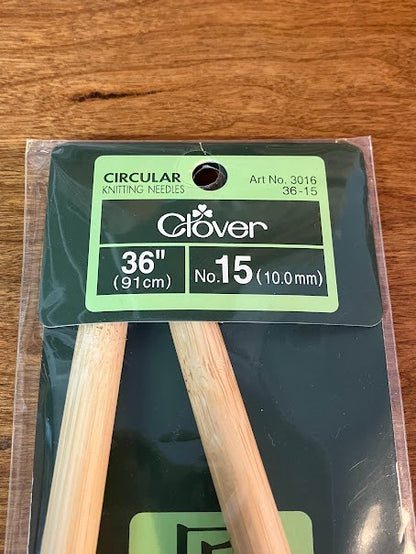 CIRCULAR
KNITTING NEEDLES
Art No. 3016
36-15
Clover
36"
(91cm)
No. 15 (10.0mm)